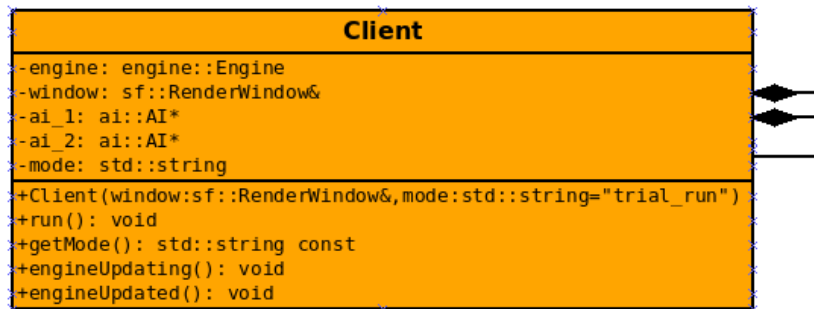 Client
-engine: engine::Engine
-window: sf::RenderWindow&
-ai_1: ai::AI*
-ai_2: ai::AI*
-mode: std::string
+Client(window:sf::RenderWindow&,mode:std::string="trial_run")
+run(): void
+getMode(): std::string const
+engineUpdating(): void
+engineUpdated(): void